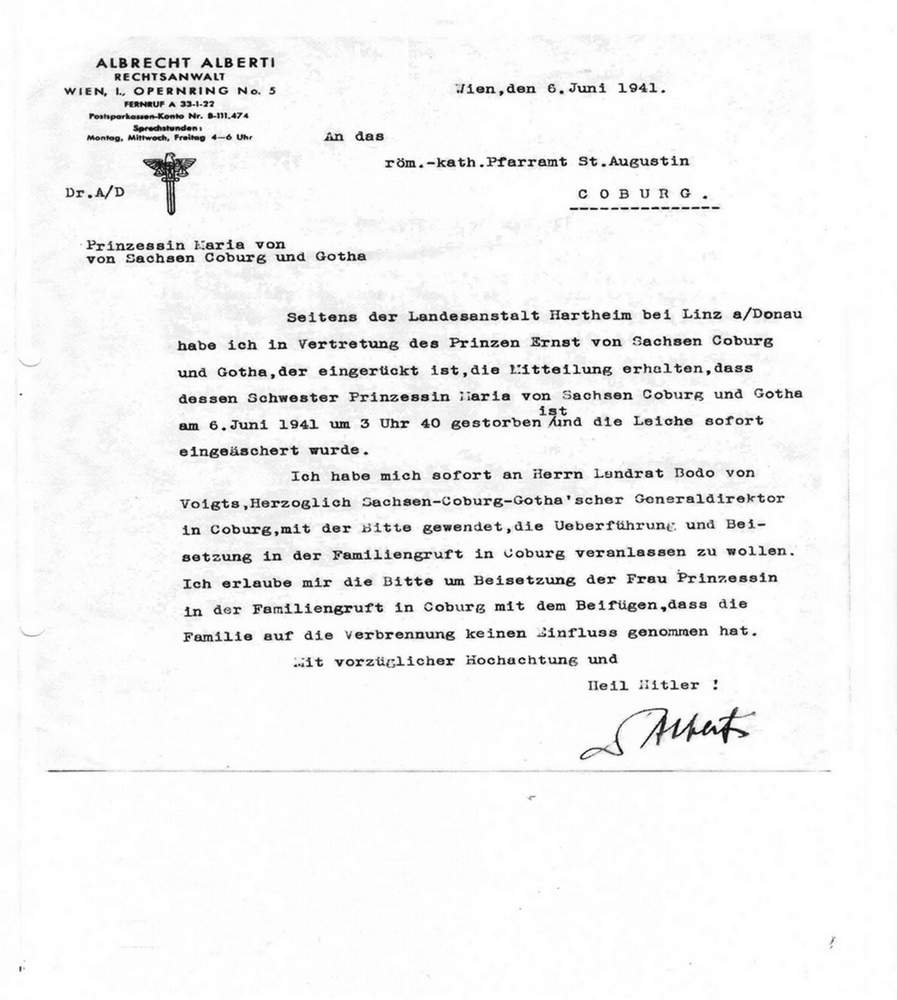 ALBRECHT ALBERTI
RECHTSANWALT
WIEN, I., OPERNRING No. 5
FERNRUF A 33-1-22
Postsparkassen-Konto Nr. B-111.474
Sprechstunden:
Montag, Mittwoch, Freitag 4—6 Uhr
Wien,den 6.Juni 1941.
An das
röm.-kath.Pfarramt St.Augustin
C O B U R G .
Dr.A/D
Prinzessin Maria von
von Sachsen Coburg und Gotha
Seitens der Landesanstalt Hartheim bei Linz a/Donau
habe ich in Vertretung des Prinzen Ernst von Sachsen Coburg
und Gotha,der eingerückt ist,die Mitteilung erhalten,dass
dessen Schwester Prinzessin Maria von Sachsen Coburg und Gotha
ist
am 6.Juni 1941 um 3 Uhr 40 gestorben /und die Leiche sofort
eingeäschert wurde.
Ich habe mich sofort an Herrn Landrat Bodo von
Voigts,Herzoglich Sachsen-Coburg-Gotha'scher Generaldirektor
in Coburg,mit der Bitte gewendet,die Ueberführung und Bei-
setzung in der Familiengruft in Coburg veranlassen zu wollen.
Ich erlaube mir die Bitte um Beisetzung der Frau Prinzessin
in der Familiengruft in Coburg mit dem Beifügen,dass die
Familie auf die Verbrennung keinen Einfluss genommen hat.
Mit vorzüglicher Hochachtung und
Heil Hitler !
D Alberti